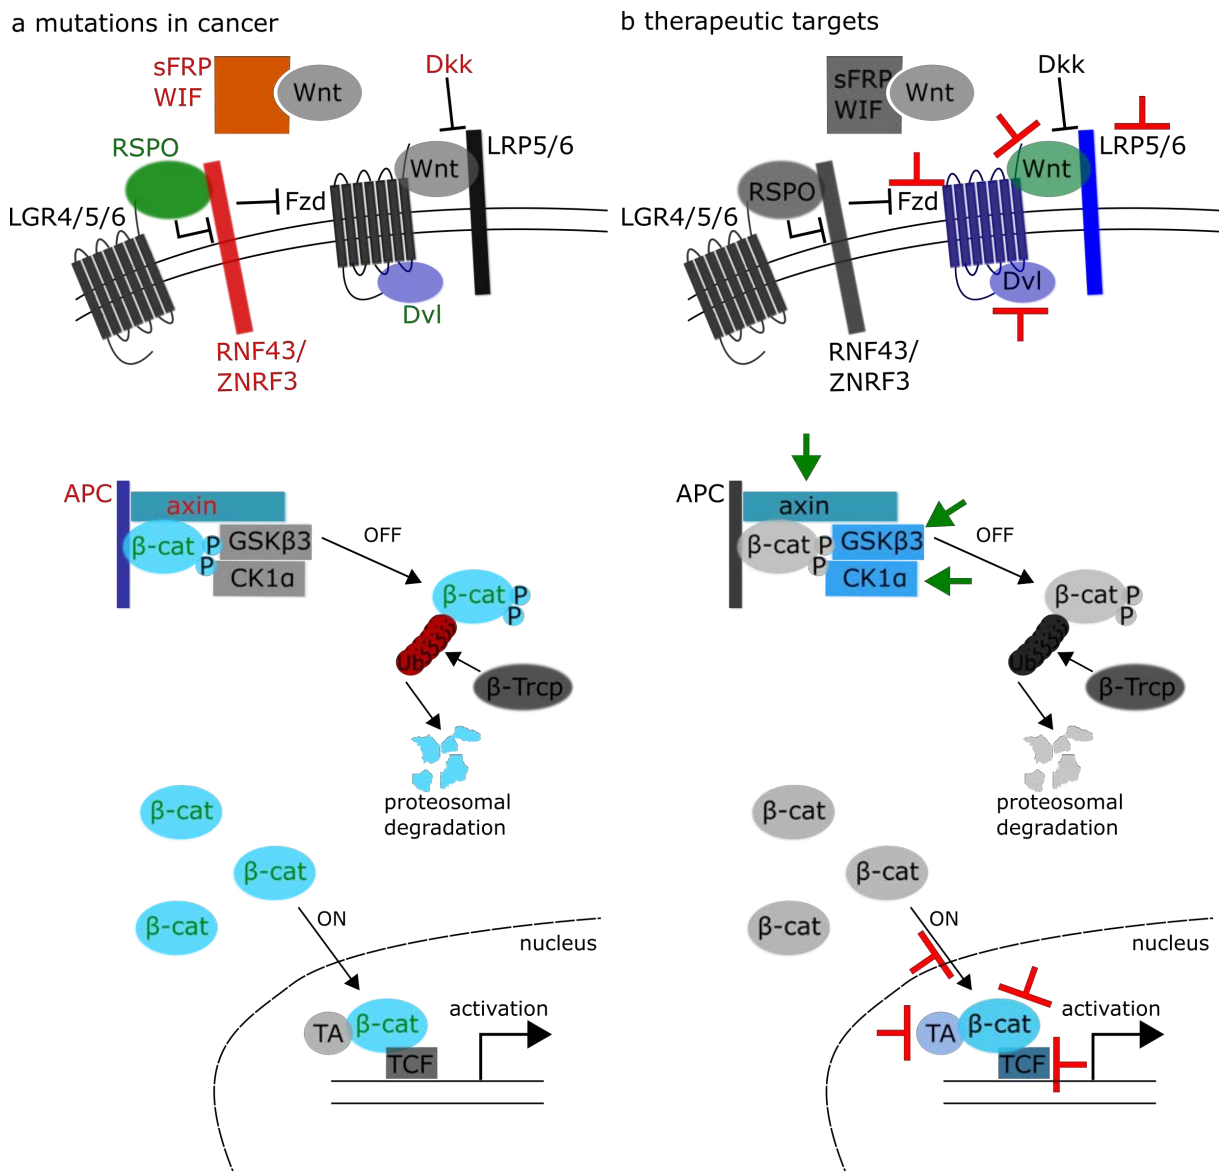 a mutations in cancer
sFRP
WIF
Wnt
Dkk
RSPO
Wnt
LRP5/6
LGR4/5/6
Fzd
Dvl
RNF43/
ZNRF3
APC
axin
β-cat
P
P
GSKβ3
CK1α
OFF
β-cat
P
P
Ub
β-Trcp
proteosomal
degradation
β-cat
β-cat
β-cat
ON
nucleus
activation
TA
β-cat
TCF
b therapeutic targets
sFRP
WIF
Wnt
Dkk
RSPO
Wnt
LRP5/6
LGR4/5/6
Fzd
Dvl
RNF43/
ZNRF3
APC
axin
β-cat
P
P
GSKβ3
CK1α
OFF
β-cat
P
P
Ub
β-Trcp
proteosomal
degradation
β-cat
β-cat
β-cat
ON
nucleus
activation
TA
β-cat
TCF